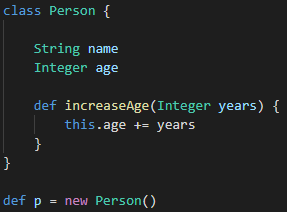 class Person {
    String name
    Integer age
    def increaseAge(Integer years) {
        this.age += years
    }
}
def p = new Person()